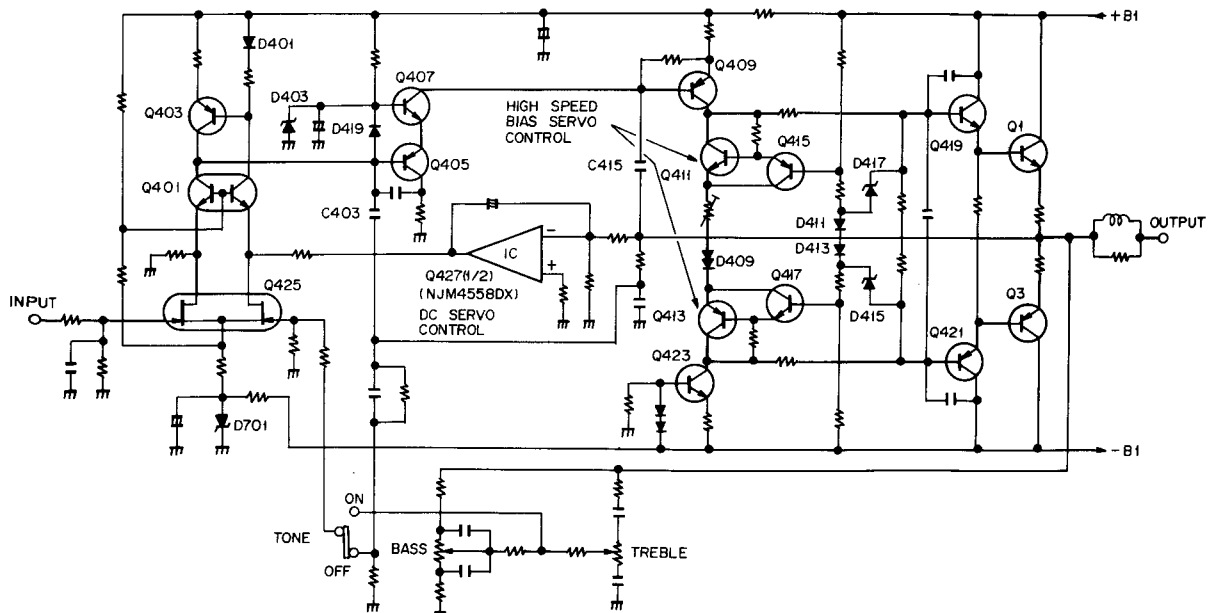 +B1
D401
Q407
Q409
Q403
D403
D419
HIGH SPEED
BIAS SERVO
CONTROL
Q415
Q419
Q1
Q405
Q411
D417
Q401
C403
C415
D411
D413
OUTPUT
IC
-
+
Q427(1/2)
(NJM4558DX)
DC SERVO
CONTROL
D409
Q417
INPUT
Q425
Q413
D415
Q421
Q3
Q423
D701
-B1
ON
TONE
OFF
BASS
TREBLE